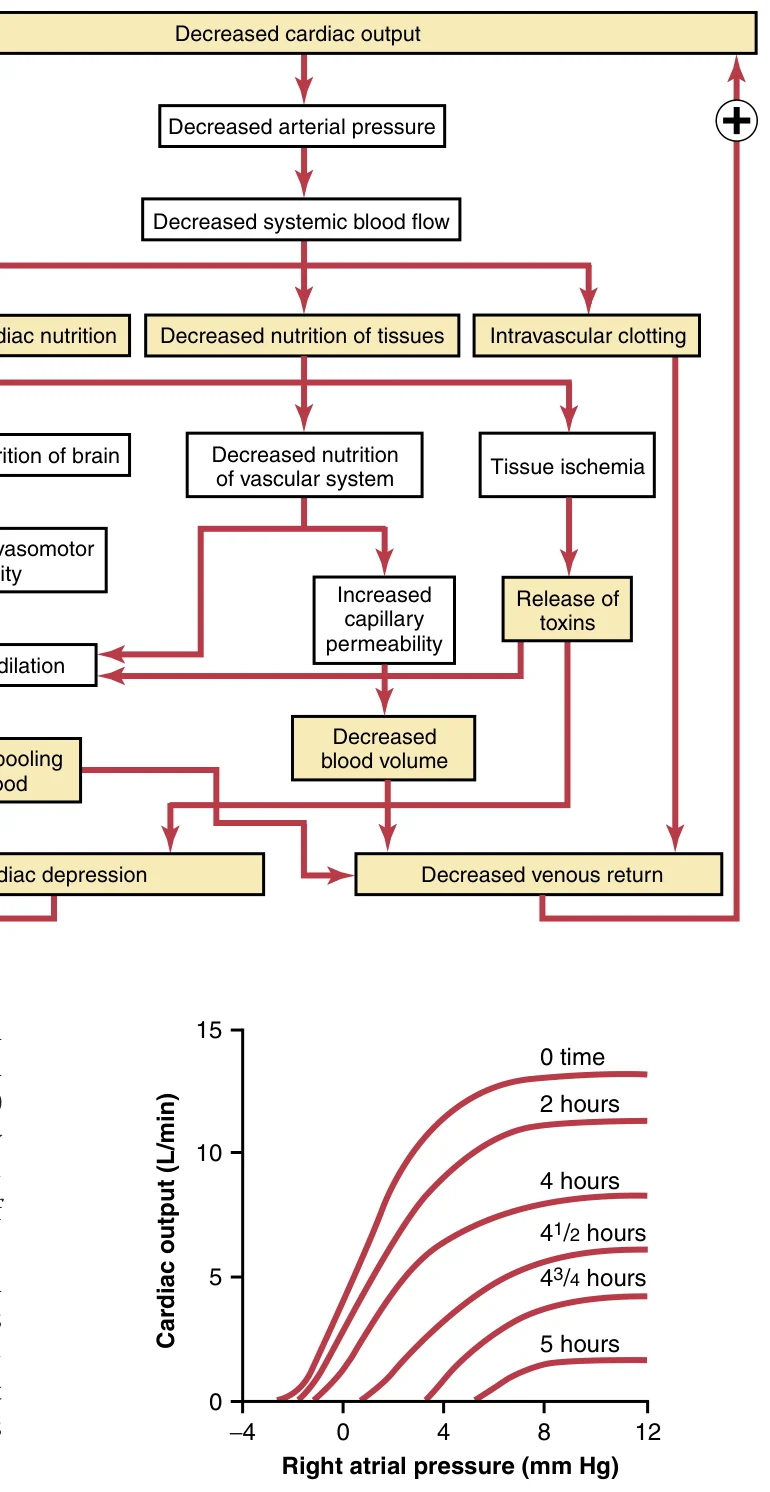 Decreased cardiac output
Decreased arterial pressure
Decreased systemic blood flow
diac nutrition
Decreased nutrition of tissues
Intravascular clotting
rition of brain
Decreased nutrition
of vascular system
Tissue ischemia
vasomotor
ity
Increased
capillary
permeability
Release of
toxins
dilation
Decreased
blood volume
pooling
ood
diac depression
Decreased venous return
15
10
5
0
Cardiac output (L/min)
0 time
2 hours
4 hours
4 1/2 hours
4 3/4 hours
5 hours
–4
0
4
8
12
Right atrial pressure (mm Hg)